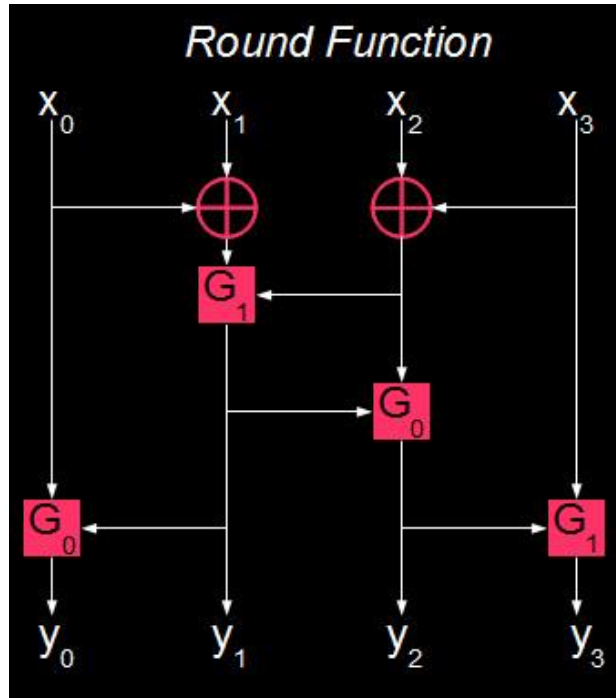 Round Function
x0 x1 x2 x3
G1
G0
G0 G1
y0 y1 y2 y3